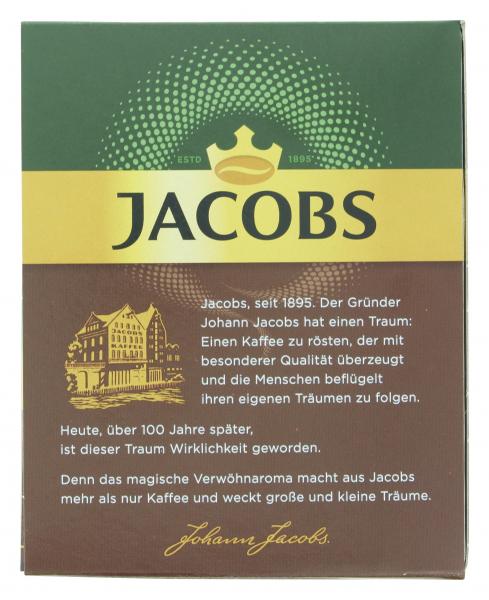 ESTD 1895
JACOBS
JACOBS
KAFFEE
Jacobs, seit 1895. Der Gründer
Johann Jacobs hat einen Traum:
Einen Kaffee zu rösten, der mit
besonderer Qualität überzeugt
und die Menschen beflügelt
ihren eigenen Träumen zu folgen.
Heute, über 100 Jahre später,
ist dieser Traum Wirklichkeit geworden.
Denn das magische Verwöhnaroma macht aus Jacobs
mehr als nur Kaffee und weckt große und kleine Träume.
Johann Jacobs.